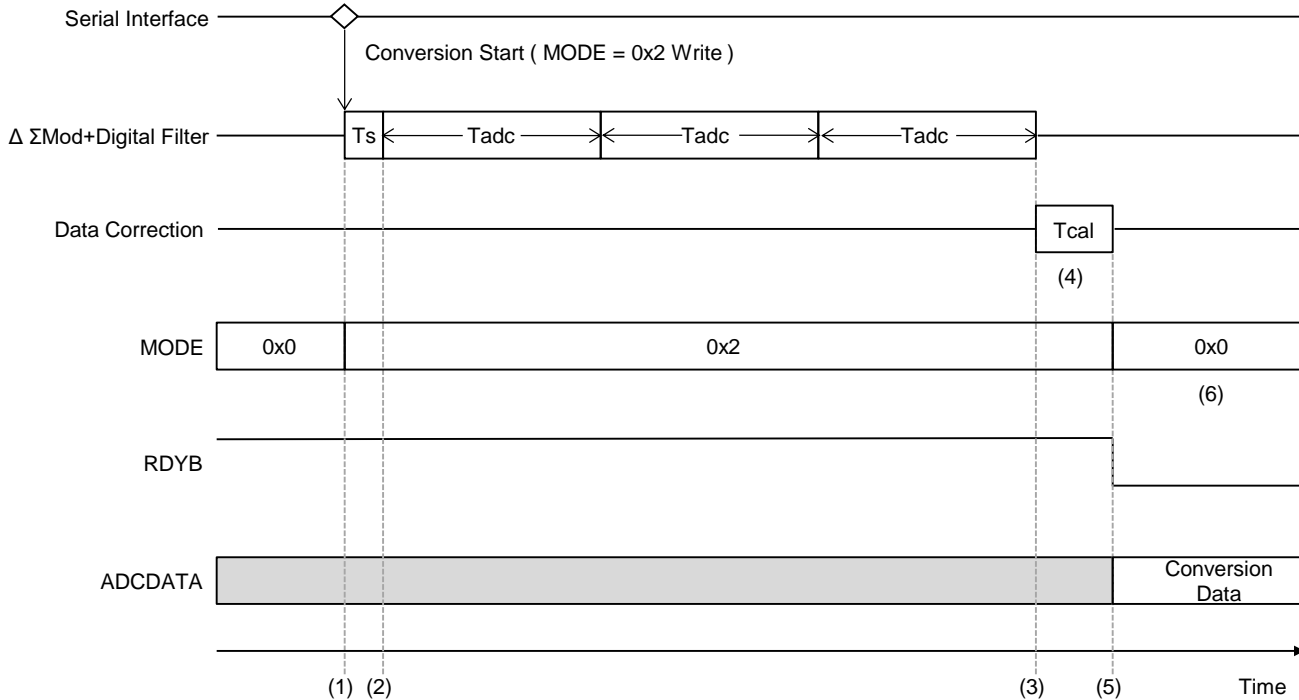 Serial Interface
Conversion Start ( MODE = 0x2 Write )
Δ ΣMod+Digital Filter
Ts
Tadc
Tadc
Tadc
Data Correction
Tcal
(4)
MODE
0x0
0x2
0x0
(6)
RDYB
ADCDATA
Conversion
Data
(1)
(2)
(3)
(5)
Time